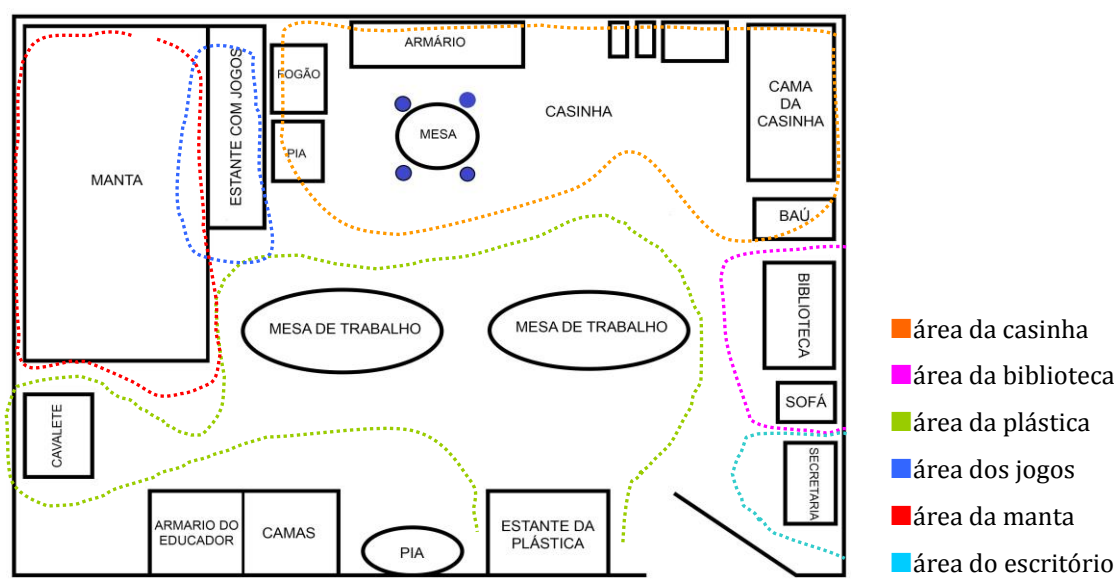 ARMÁRIO
ESTANTE COM JOGOS
FOGÃO
CAMA
DA
CASINHA
CASINHA
MESA
PIA
MANTA
BAÚ
BIBLIOTECA
MESA DE TRABALHO
MESA DE TRABALHO
SOFÁ
CAVALETE
SECRETARIA
ARMARIO DO
EDUCADOR
CAMAS
PIA
ESTANTE DA
PLÁSTICA
área da casinha
área da biblioteca
área da plástica
área dos jogos
área da manta
área do escritório